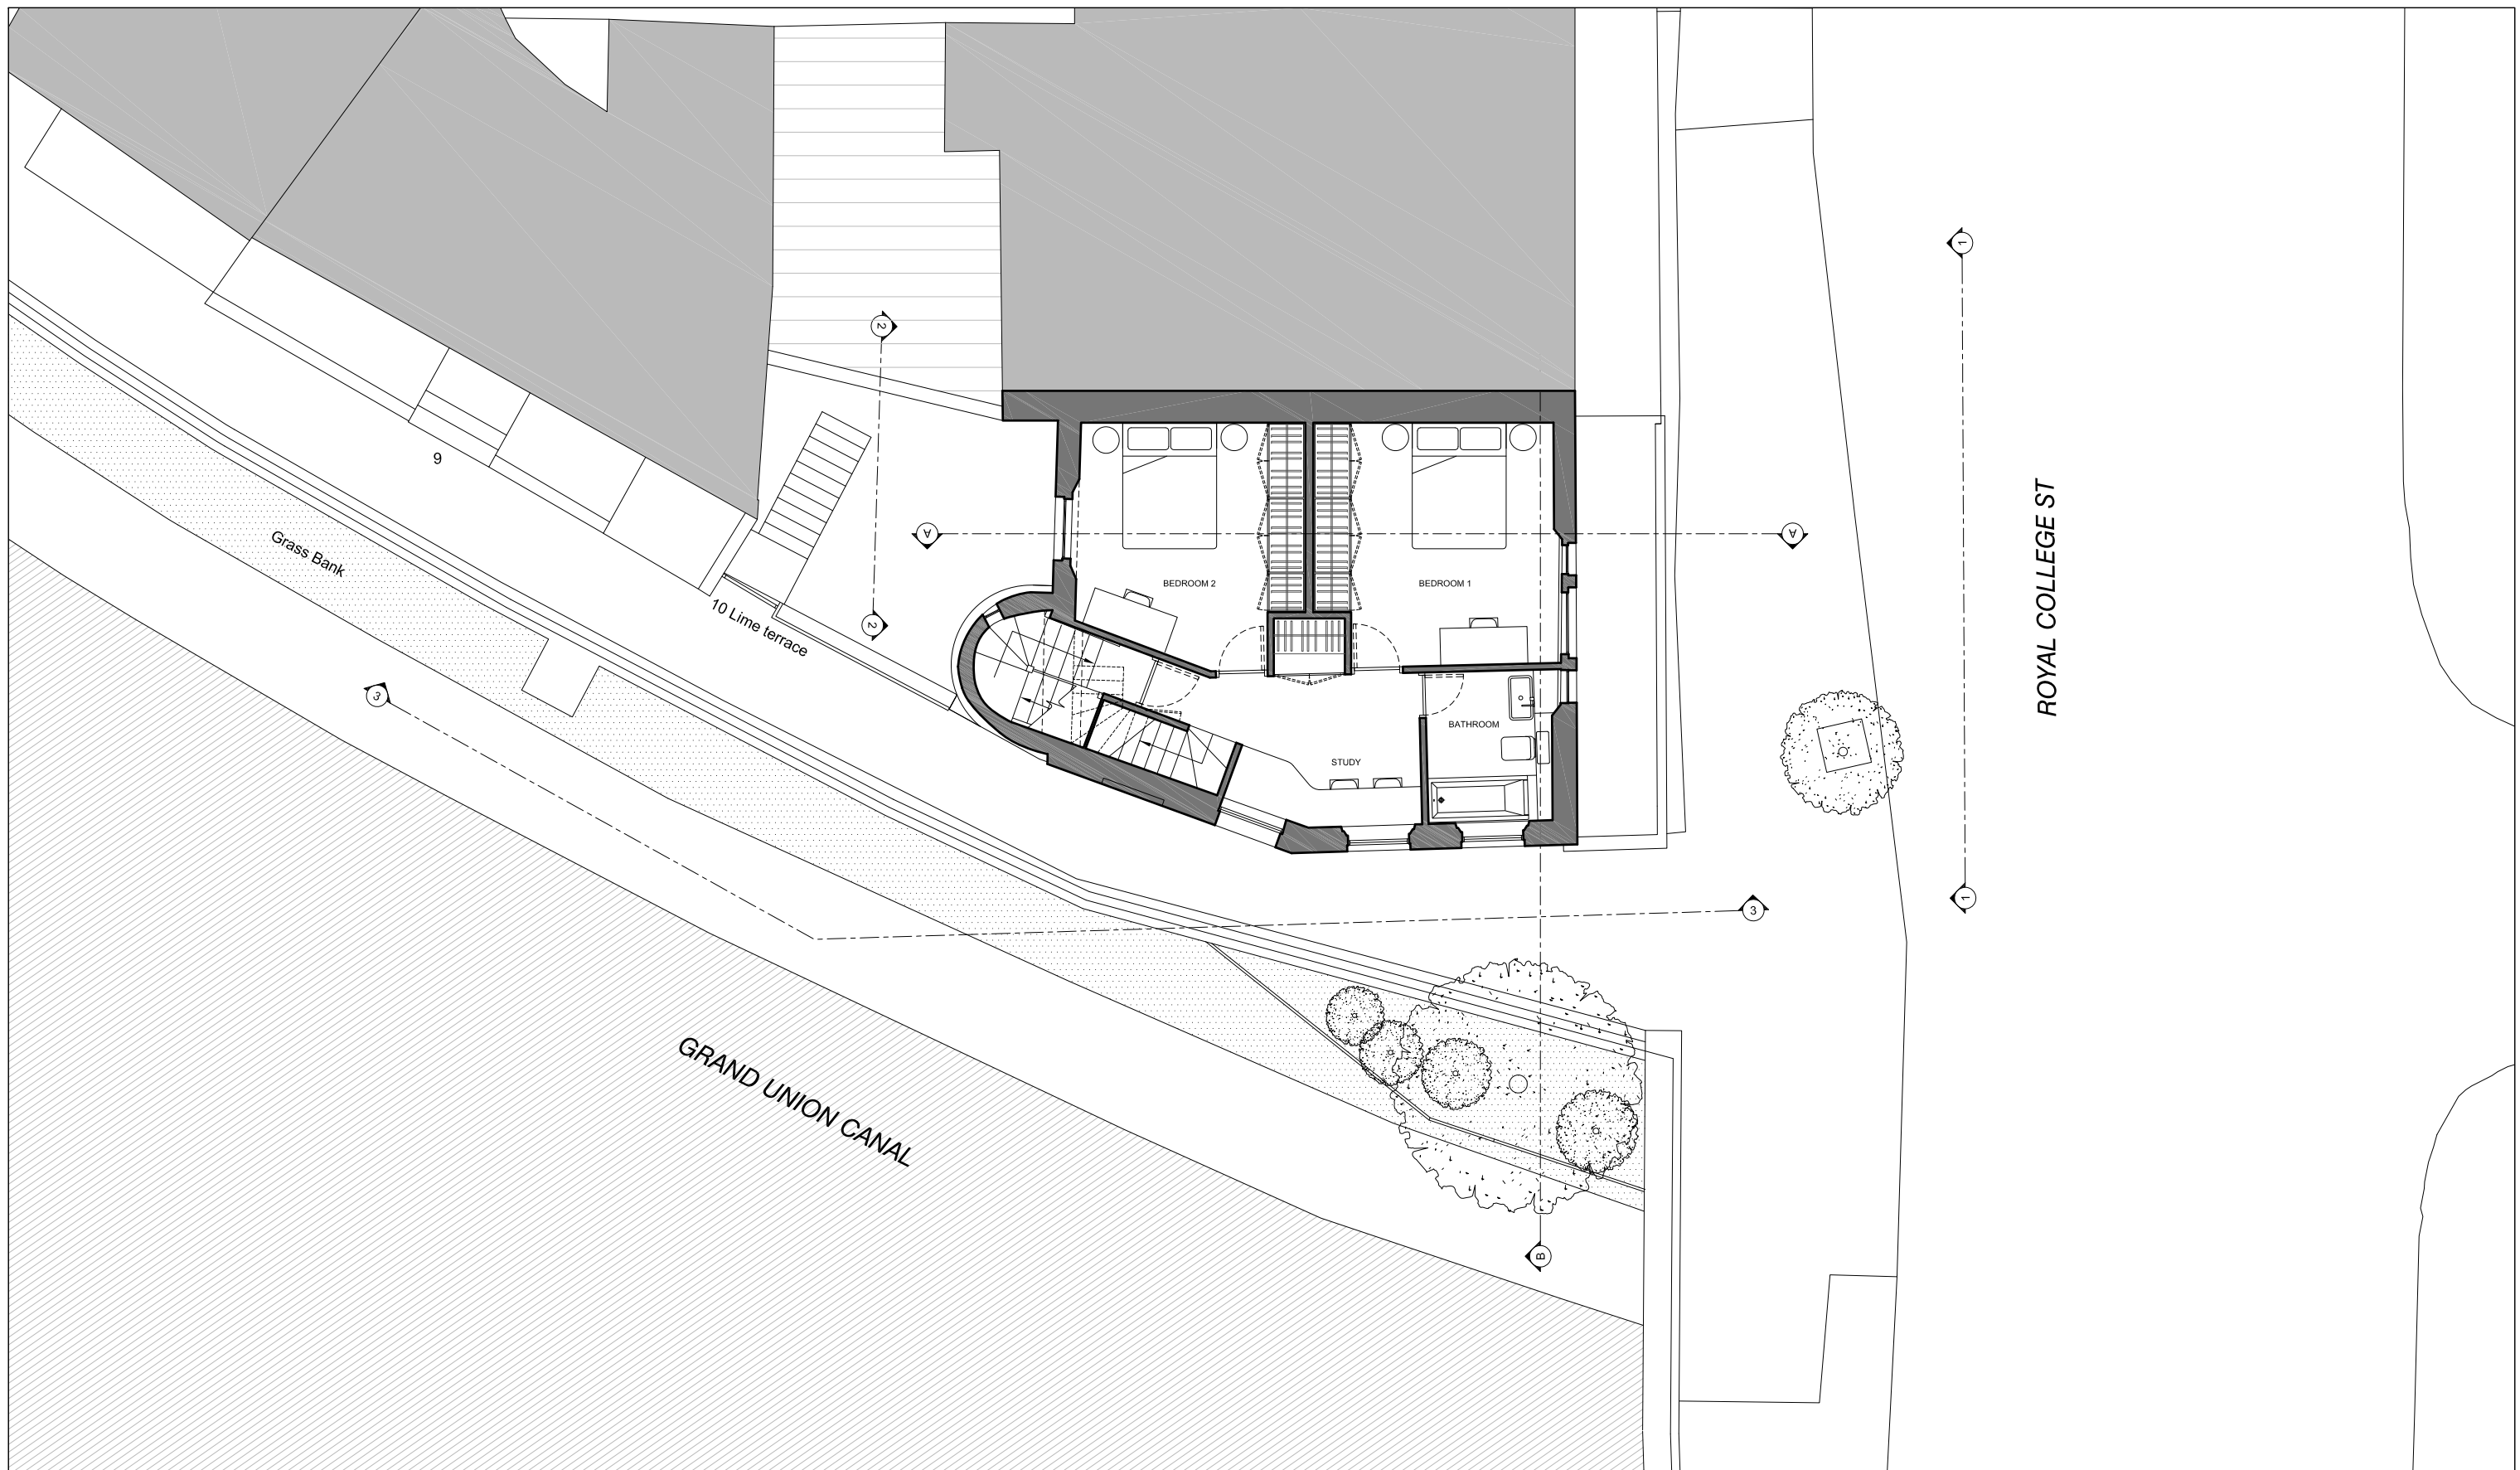 1
2
ROYAL COLLEGE ST
9
A
A
Grass Bank
BEDROOM 2
BEDROOM 1
10 Lime terrace
2
3
BATHROOM
STUDY
1
3
GRAND UNION CANAL
B